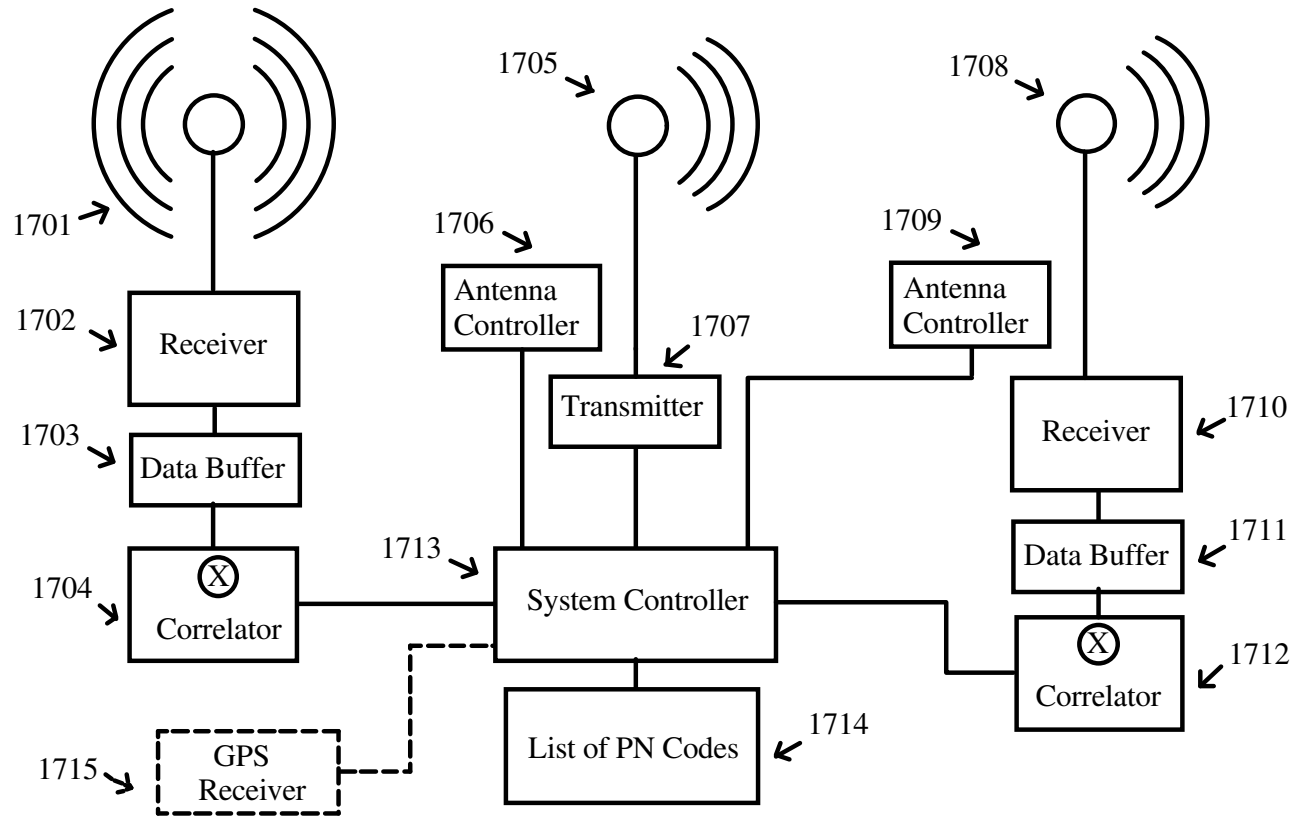 1705
1708
1701
1706
1709
Antenna
Controller
Antenna
Controller
1702
Receiver
1707
Transmitter
1710
Receiver
1703
Data Buffer
1711
Data Buffer
1713
1704
X
Correlator
System Controller
X
Correlator
1712
1714
List of PN Codes
1715
GPS
Receiver